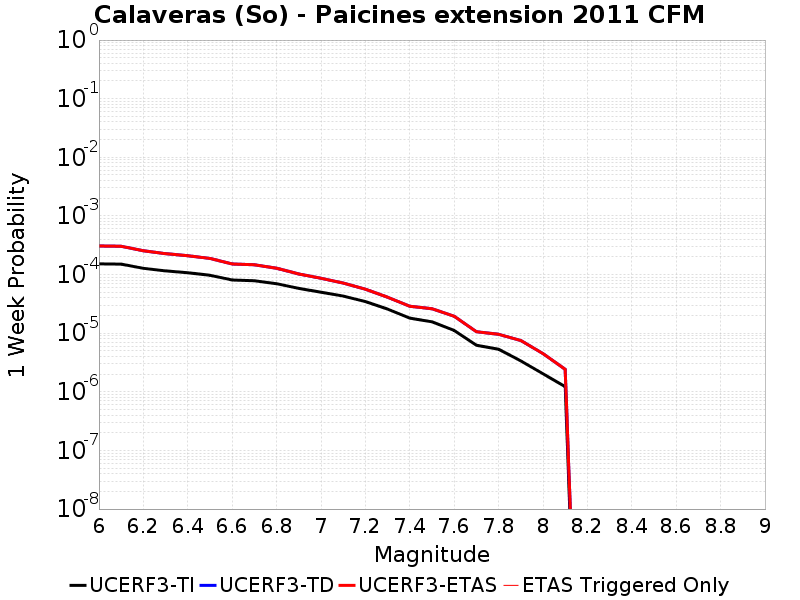 Calaveras (So) - Paicines extension 2011 CFM
1 Week Probability
10^0
10^-1
10^-2
10^-3
10^-4
10^-5
10^-6
10^-7
10^-8
6 6.2 6.4 6.6 6.8 7 7.2 7.4 7.6 7.8 8 8.2 8.4 8.6 8.8 9
Magnitude
UCERF3-TI UCERF3-TD UCERF3-ETAS ETAS Triggered Only